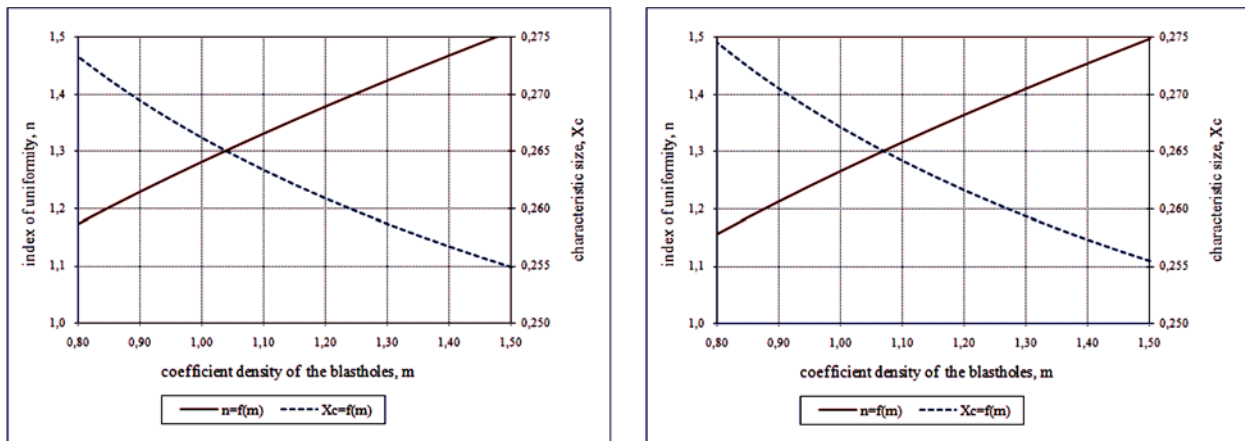 1,5
1,4
1,3
1,2
1,1
1,0
index of uniformity, n
0,275
0,270
0,265
0,260
0,255
0,250
characteristic size, Xc
0,80 0,90 1,00 1,10 1,20 1,30 1,40 1,50
coefficient density of the blastholes, m
n=f(m) Xc=f(m)
1,5
1,4
1,3
1,2
1,1
1,0
index of uniformity, n
0,275
0,270
0,265
0,260
0,255
0,250
characteristic size, Xc
0,80 0,90 1,00 1,10 1,20 1,30 1,40 1,50
coefficient density of the blastholes, m
n=f(m) Xc=f(m)